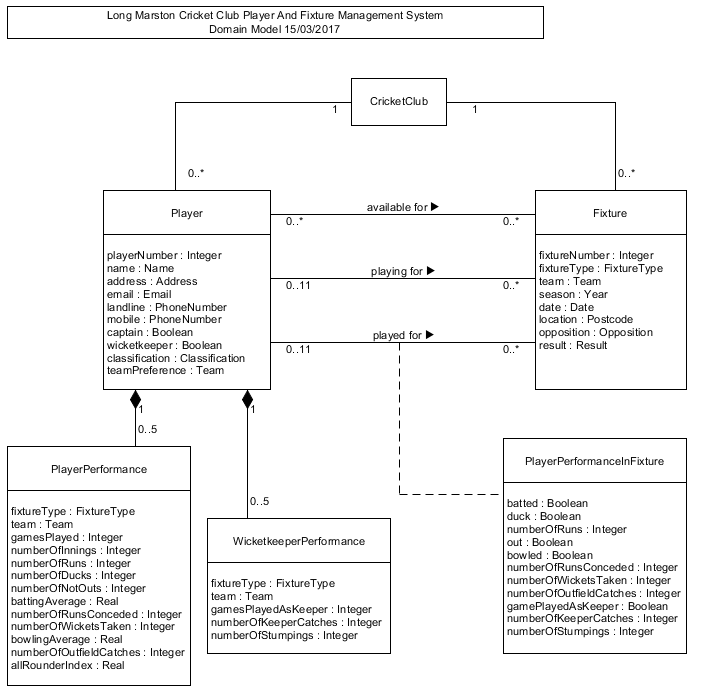 Long Marston Cricket Club Player And Fixture Management System
Domain Model 15/03/2017
CricketClub
1
1
0..*
0..*
Player
playerNumber : Integer
name : Name
address : Address
email : Email
landline : PhoneNumber
mobile : PhoneNumber
captain : Boolean
wicketkeeper : Boolean
classification : Classification
teamPreference : Team
available for ▶
0..*
0..*
playing for ▶
0..11
0..*
played for ▶
0..11
0..*
Fixture
fixtureNumber : Integer
fixtureType : FixtureType
team : Team
season : Year
date : Date
location : Postcode
opposition : Opposition
result : Result
1
0..5
1
0..5
PlayerPerformance
fixtureType : FixtureType
team : Team
gamesPlayed : Integer
numberOfInnings : Integer
numberOfRuns : Integer
numberOfDucks : Integer
numberOfNotOuts : Integer
battingAverage : Real
numberOfRunsConceded : Integer
numberOfWicketsTaken : Integer
bowlingAverage : Real
numberOfOutfieldCatches : Integer
allRounderIndex : Real
WicketkeeperPerformance
fixtureType : FixtureType
team : Team
gamesPlayedAsKeeper : Integer
numberOfKeeperCatches : Integer
numberOfStumpings : Integer
PlayerPerformanceInFixture
batted : Boolean
duck : Boolean
numberOfRuns : Integer
out : Boolean
bowled : Boolean
numberOfRunsConceded : Integer
numberOfWicketsTaken : Integer
numberOfOutfieldCatches : Integer
gamePlayedAsKeeper : Boolean
numberOfKeeperCatches : Integer
numberOfStumpings : Integer